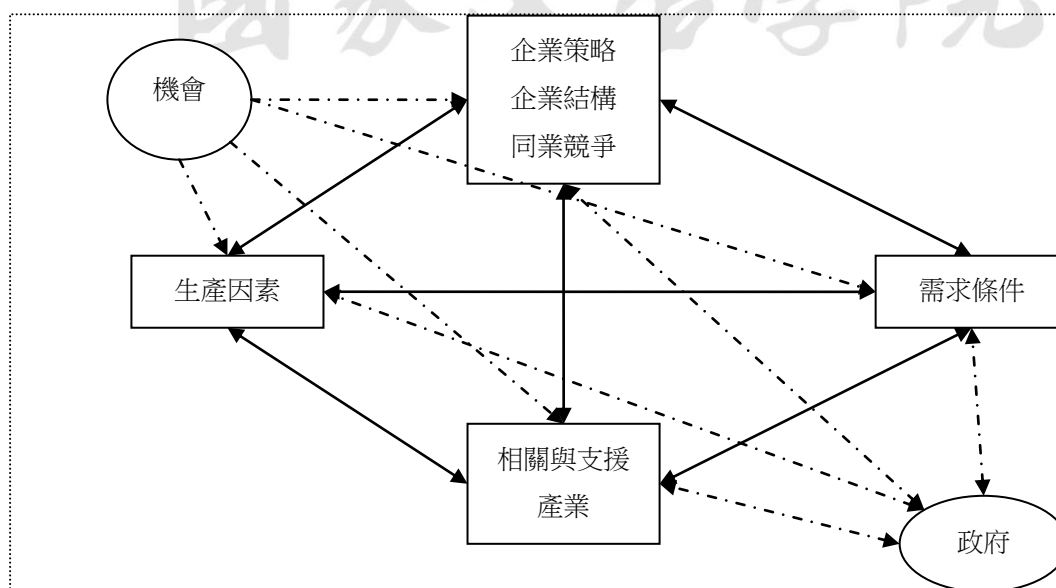 機會
企業策略
企業結構
同業競爭
生產因素
需求條件
相關與支援
產業
政府